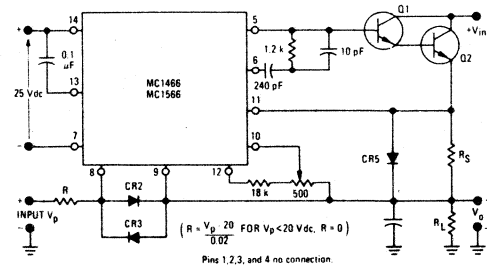 Q1
14
5
+
+Vin
1.2 k
10 pF
Q2
0.1
µF
6
240 pF
25 Vdc
MC1466
MC1566
13
11
7
10
-
CR5
RS
8
9
12
+
R
CR2
18 k
500
+
INPUT Vp
Vo
CR3
( R = Vp - 20 / 0.02 FOR Vp < 20 Vdc, R = 0 )
RL
-
-
Pins 1,2,3, and 4 no connection.